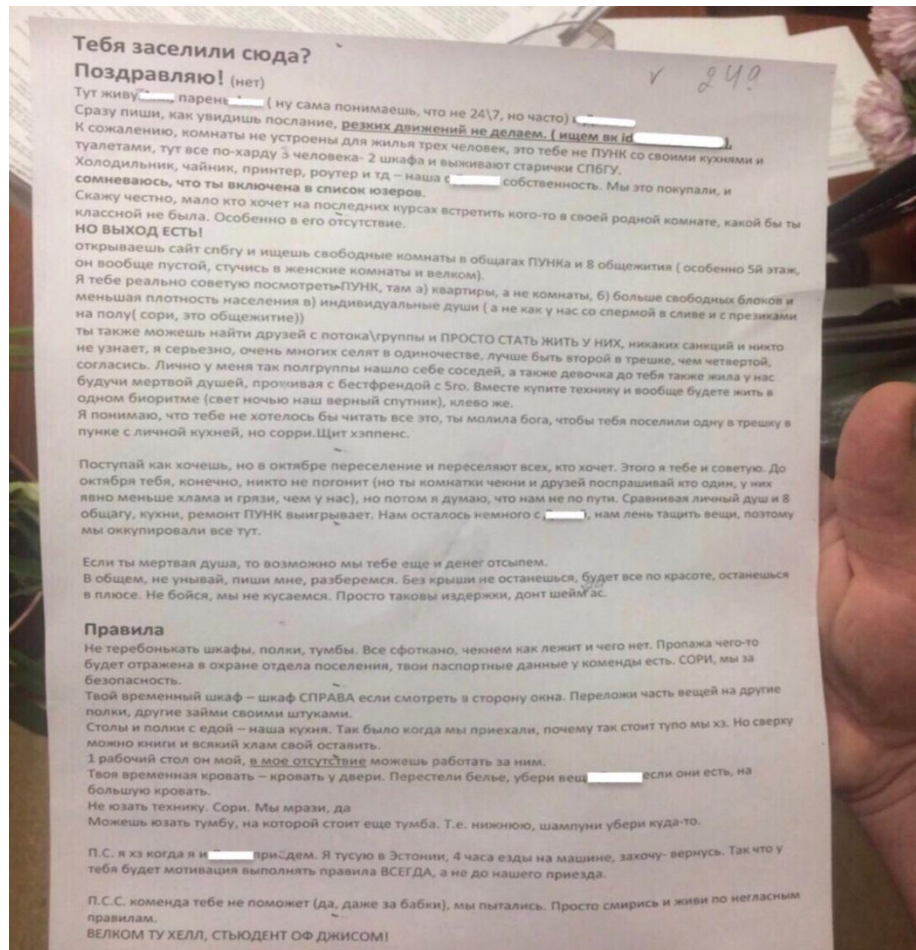 Тебя заселили сюда?
Поздравляю! (нет)
Тут живу парень ( ну сама понимаешь, что не 24\7, но часто)
Сразу пиши, как увидишь послание, резких движений не делаем. ( ищем вк id ),
К сожалению, комнаты не устроены для жилья трех человек, это тебе не ПУНК со своими кухнями и
туалетами, тут все по-харду 3 человека- 2 шкафа и выживают старички СПбГУ.
Холодильник, чайник, принтер, роутер и тд – наша с собственность. Мы это покупали, и
сомневаюсь, что ты включена в список юзеров.
Скажу честно, мало кто хочет на последних курсах встретить кого-то в своей родной комнате, какой бы ты
классной не была. Особенно в его отсутствие.
НО ВЫХОД ЕСТЬ!
открываешь сайт спбгу и ищешь свободные комнаты в общагах ПУНКа и 8 общежития ( особенно 5й этаж,
он вообще пустой, стучись в женские комнаты и велком).
Я тебе реально советую посмотреть ПУНК, там а) квартиры, а не комнаты, б) больше свободных блоков и
меньшая плотность населения в) индивидуальные души ( а не как у нас со спермой в сливе и с презиками
на полу( сори, это общежитие))
ты также можешь найти друзей с потока\группы и ПРОСТО СТАТЬ ЖИТЬ У НИХ, никаких санкций и никто
не узнает, я серьезно, очень многих селят в одиночестве, лучше быть второй в трешке, чем четвертой,
согласись. Лично у меня так полгруппы нашло себе соседей, а также девочка до тебя также жила у нас
будучи мертвой душей, проживая с бестфрендой с 5го. Вместе купите технику и вообще будете жить в
одном биоритме (свет ночью наш верный спутник), клево же.
Я понимаю, что тебе не хотелось бы читать все это, ты молила бога, чтобы тебя поселили одну в трешку в
пунке с личной кухней, но сорри.Щит хэппенс.
Поступай как хочешь, но в октябре переселение и переселяют всех, кто хочет. Этого я тебе и советую. До
октября тебя, конечно, никто не погонит (но ты комнатки чекни и друзей поспрашивай кто один, у них
явно меньше хлама и грязи, чем у нас), но потом я думаю, что нам не по пути. Сравнивая личный душ и 8
общагу, кухни, ремонт ПУНК выигрывает. Нам осталось немного с ), нам лень тащить вещи, поэтому
мы оккупировали все тут.
Если ты мертвая душа, то возможно мы тебе еще и денег отсыпем.
В общем, не унывай, пиши мне, разберемся. Без крыши не останешься, будет все по красоте, останешься
в плюсе. Не бойся, мы не кусаемся. Просто таковы издержки, донт шейм ас.
Правила
Не теребонькать шкафы, полки, тумбы. Все сфоткано, чекнем как лежит и чего нет. Пропажа чего-то
будет отражена в охране отдела поселения, твои паспортные данные у коменды есть. СОРИ, мы за
безопасность.
Твой временный шкаф – шкаф СПРАВА если смотреть в сторону окна. Переложи часть вещей на другие
полки, другие займи своими штуками.
Столы и полки с едой – наша кухня. Так было когда мы приехали, почему так стоит тупо мы хз. Но сверху
можно книги и всякий хлам свой оставить.
1 рабочий стол он мой, в мое отсутствие можешь работать за ним.
Твоя временная кровать – кровать у двери. Перестели белье, убери вещ если они есть, на
большую кровать.
Не юзать технику. Сори. Мы мрази, да
Можешь юзать тумбу, на которой стоит еще тумба. Т.е. нижнюю, шампуни убери куда-то.
П.С. я хз когда я и приедем. Я тусую в Эстонии, 4 часа езды на машине, захочу- вернусь. Так что у
тебя будет мотивация выполнять правила ВСЕГДА, а не до нашего приезда.
П.С.С. коменда тебе не поможет (да, даже за бабки), мы пытались. Просто смирись и живи по негласным
правилам.
ВЕЛКОМ ТУ ХЕЛЛ, СТЬЮДЕНТ ОФ ДЖИСОМ!